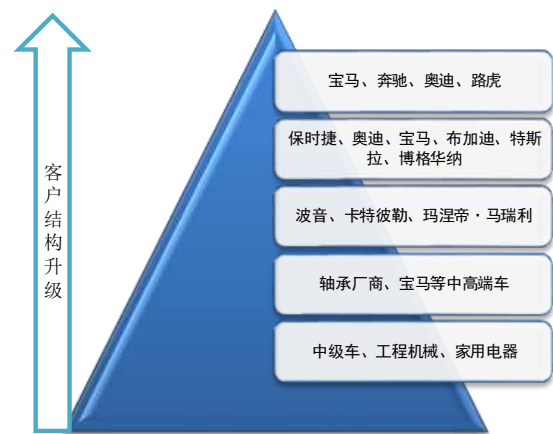 宝马、奔驰、奥迪、路虎
保时捷、奥迪、宝马、布加迪、特斯
拉、博格华纳
波音、卡特彼勒、玛涅帝·马瑞利
轴承厂商、宝马等中高端车
中级车、工程机械、家用电器
客户结构升级